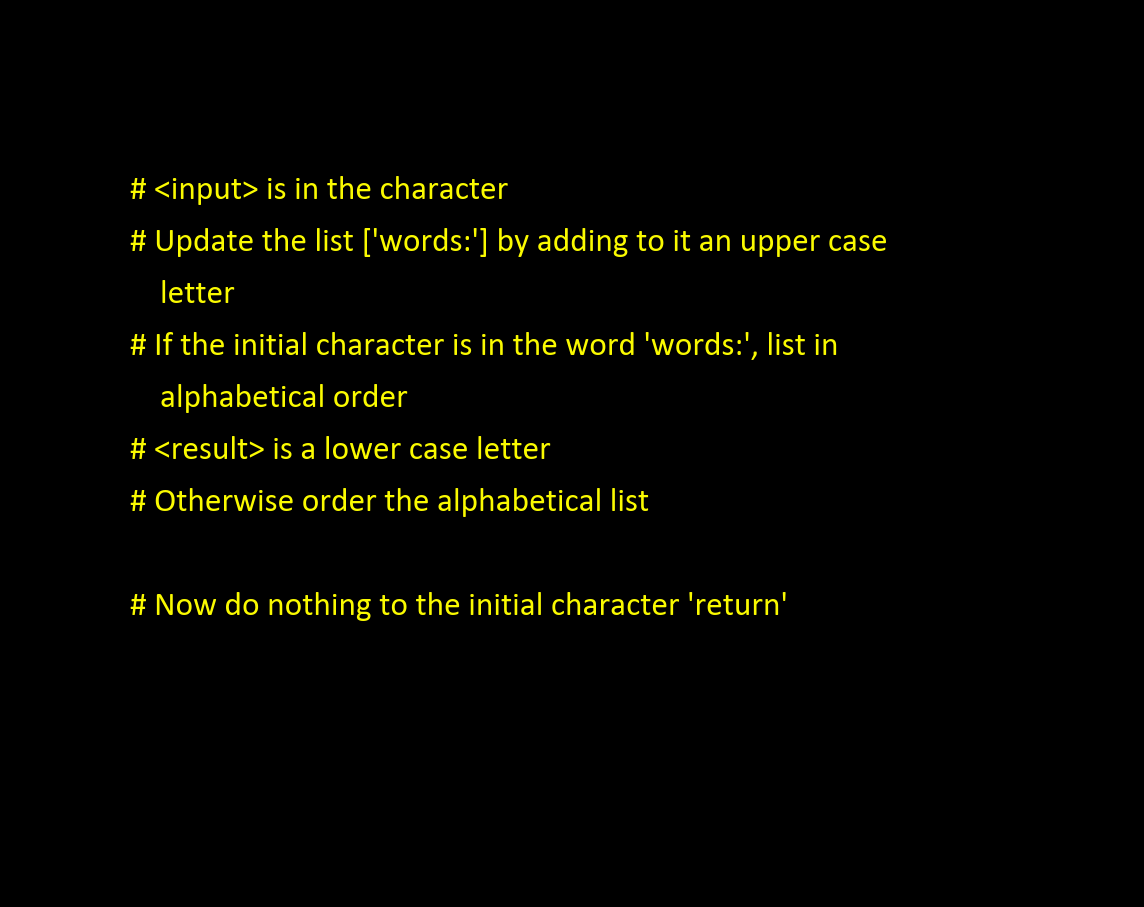 # <input> is in the character
# Update the list ['words:'] by adding to it an upper case
letter
# If the initial character is in the word 'words:', list in
alphabetical order
# <result> is a lower case letter
# Otherwise order the alphabetical list
# Now do nothing to the initial character 'return'